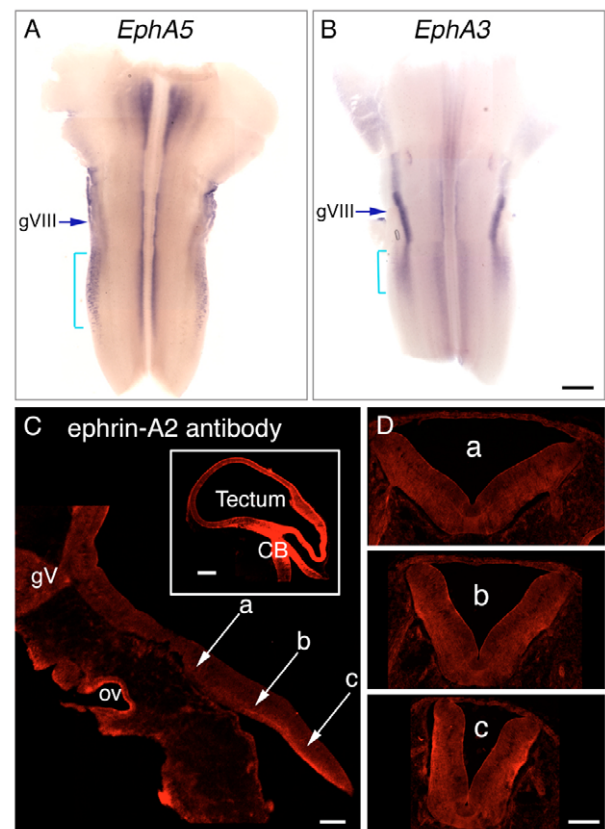 A EphA5
B EphA3
gVIII
gVIII
C ephrin-A2 antibody
D
Tectum
CB
gV
ov
a
b
c
a
b
c